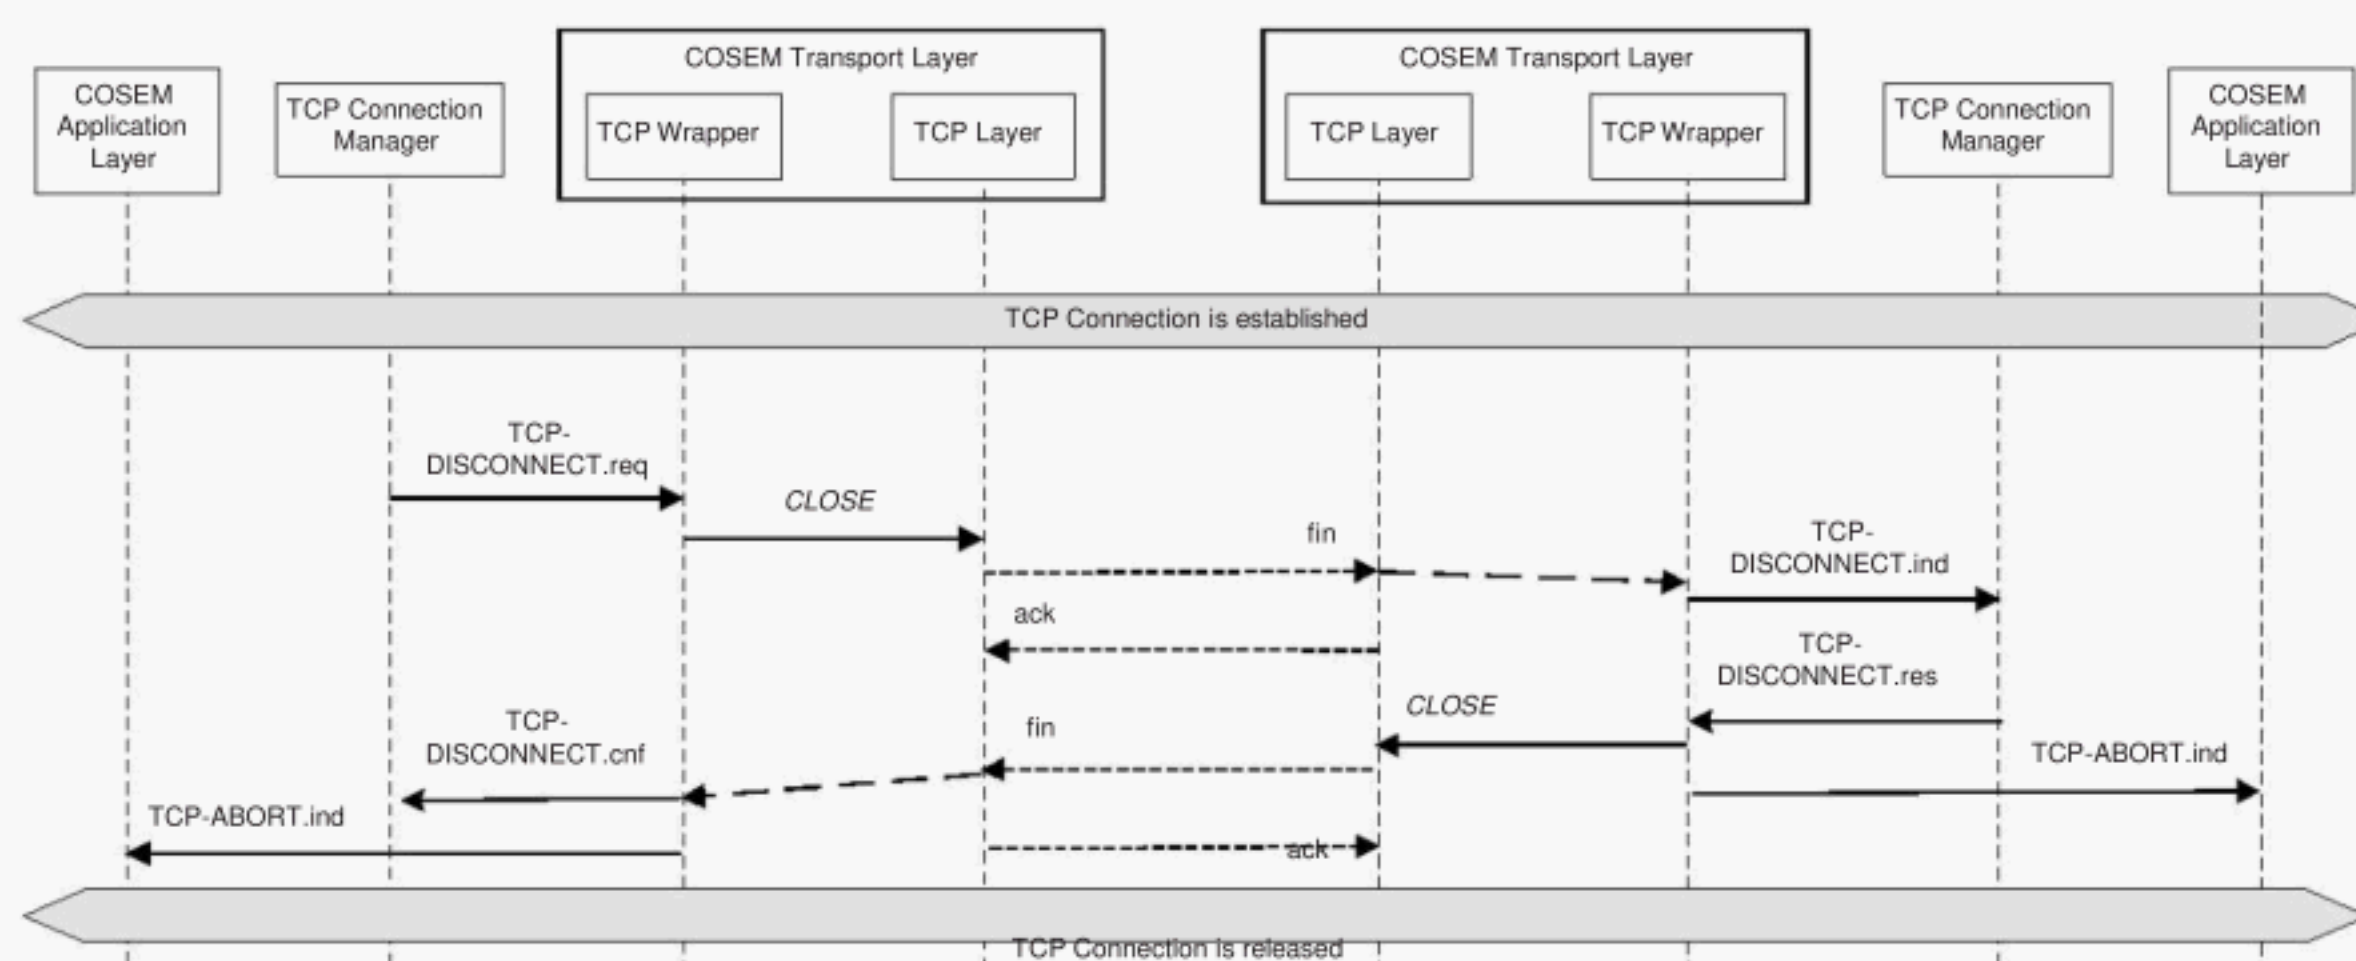 COSEM Transport Layer
COSEM Transport Layer
COSEM
Application
Layer
TCP Connection
Manager
TCP Wrapper
TCP Layer
TCP Layer
TCP Wrapper
TCP Connection
Manager
COSEM
Application
Layer
TCP Connection is established
TCP-
DISCONNECT.req
CLOSE
fin
TCP-
DISCONNECT.ind
ack
TCP-
DISCONNECT.res
CLOSE
fin
TCP-
DISCONNECT.cnf
TCP-ABORT.ind
TCP-ABORT.ind
ack
TCP Connection is released